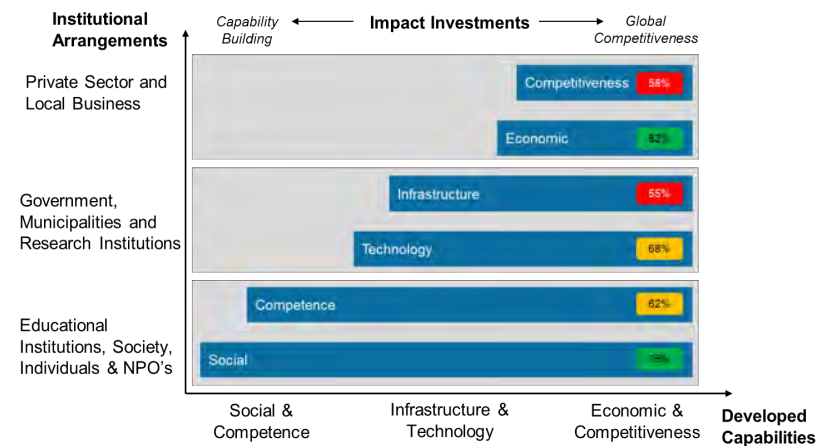 Institutional
Arrangements
Capability
Building
Impact Investments
Global
Competitiveness
Private Sector and
Local Business
Competitiveness 58%
Economic 82%
Government,
Municipalities and
Research Institutions
Infrastructure 55%
Technology 68%
Educational
Institutions, Society,
Individuals & NPO's
Competence 62%
Social
Social &
Competence
Infrastructure &
Technology
Economic &
Competitiveness
Developed
Capabilities